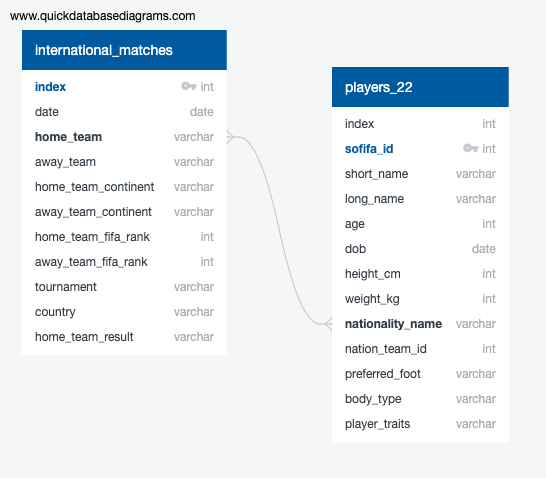 www.quickdatabasediagrams.com
international_matches
index int
date date
home_team varchar
away_team varchar
home_team_continent varchar
away_team_continent varchar
home_team_fifa_rank int
away_team_fifa_rank int
tournament varchar
country varchar
home_team_result varchar
players_22
index int
sofifa_id int
short_name varchar
long_name varchar
age int
dob date
height_cm int
weight_kg int
nationality_name varchar
nation_team_id int
preferred_foot varchar
body_type varchar
player_traits varchar